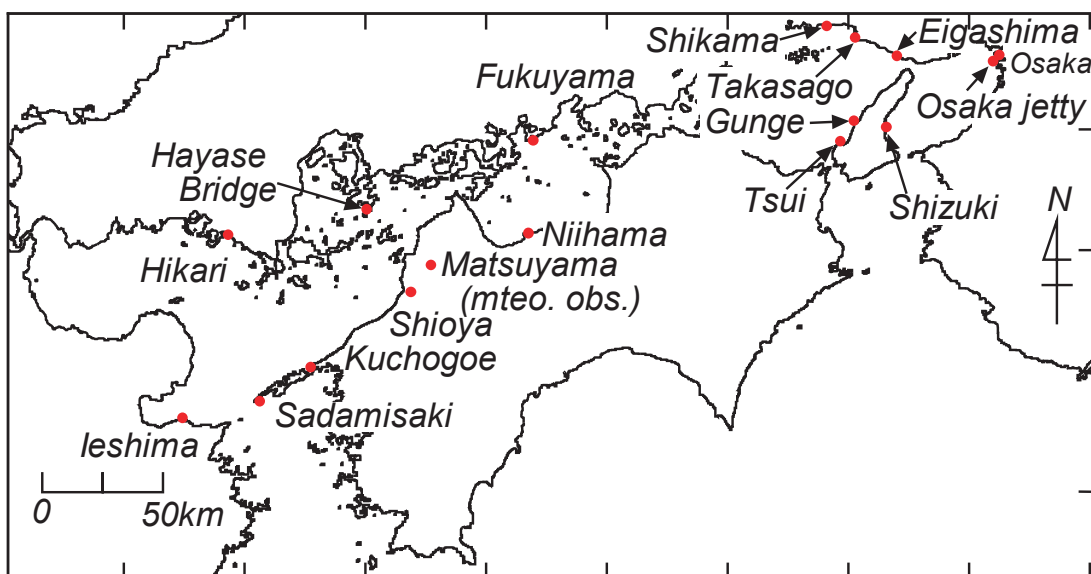 Shikama
Eigashima
Takasago
Osaka
Osaka jetty
Fukuyama
Gunge
Hayase
Bridge
Tsui
Shizuki
N
Niihama
Hikari
Matsuyama
(mteo. obs.)
Shioya
Kuchogoe
Sadamisaki
Ieshima
0
50km